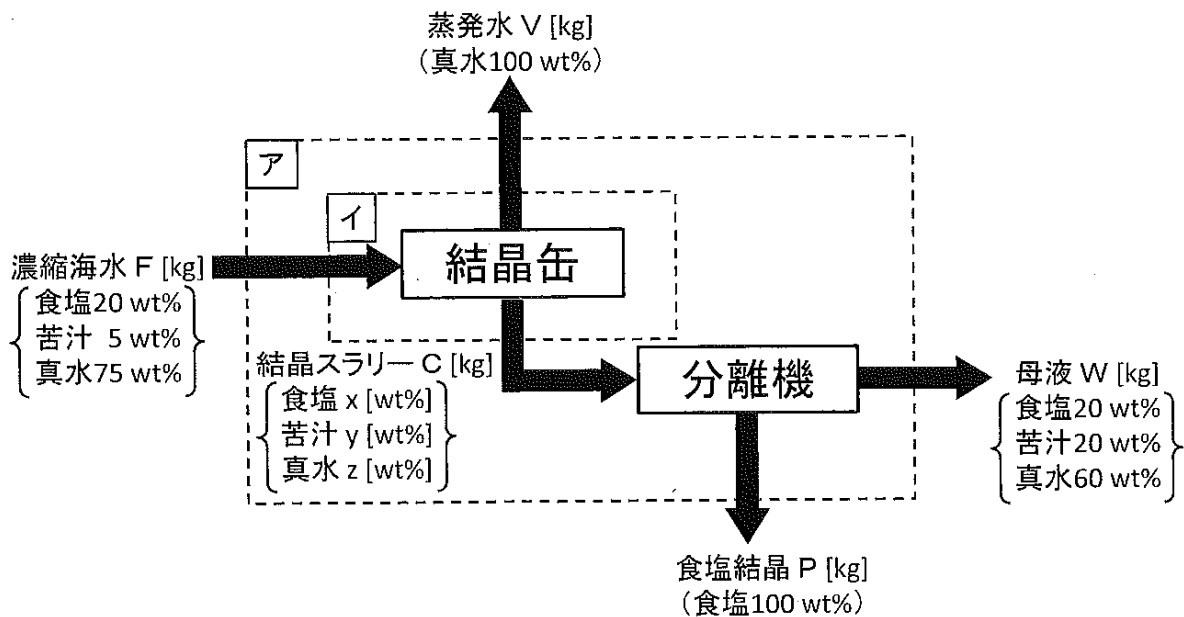 蒸発水 V [kg]
（真水100 wt%）
ア
イ
結晶缶
濃縮海水 F [kg]
食塩20 wt%
苦汁 5 wt%
真水75 wt%
結晶スラリー C [kg]
食塩 x [wt%]
苦汁 y [wt%]
真水 z [wt%]
分離機
母液 W [kg]
食塩20 wt%
苦汁20 wt%
真水60 wt%
食塩結晶 P [kg]
（食塩100 wt%）